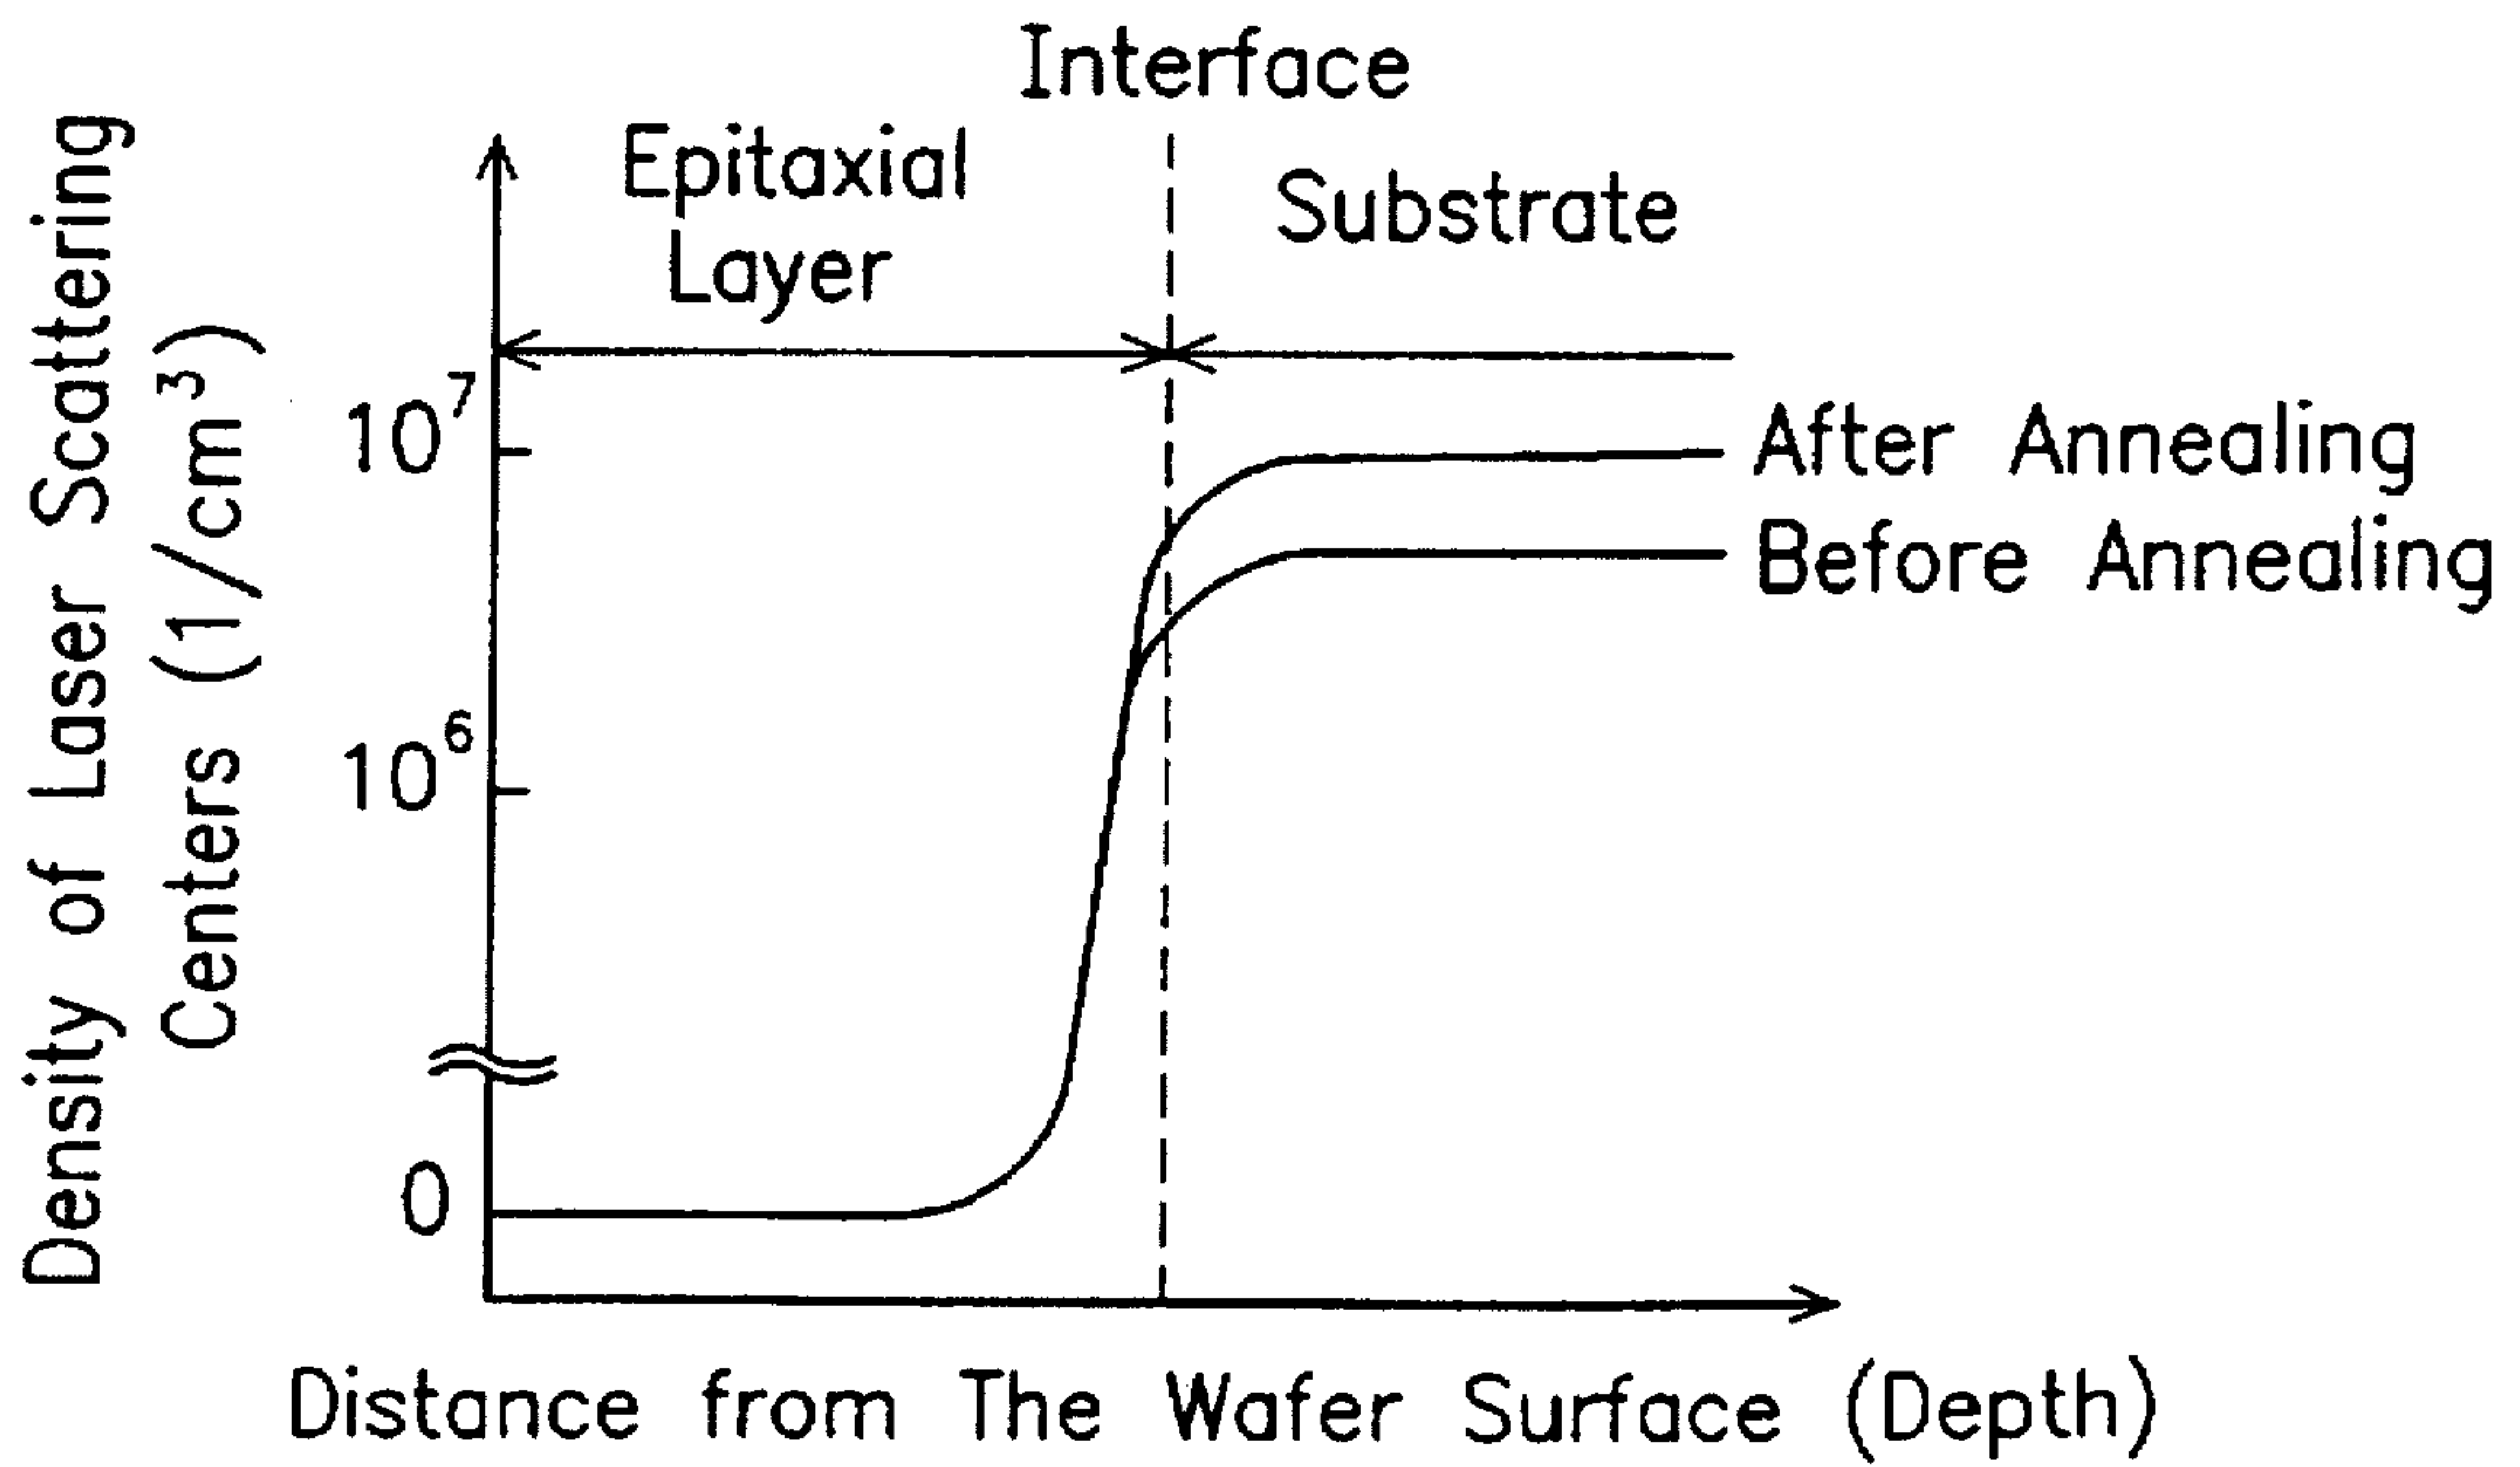 Interface
Epitaxial
Layer
Substrate
Density of Laser Scattering
Centers (1/cm³)
10⁷
10⁶
0
After Annealing
Before Annealing
Distance from The Wafer Surface (Depth)